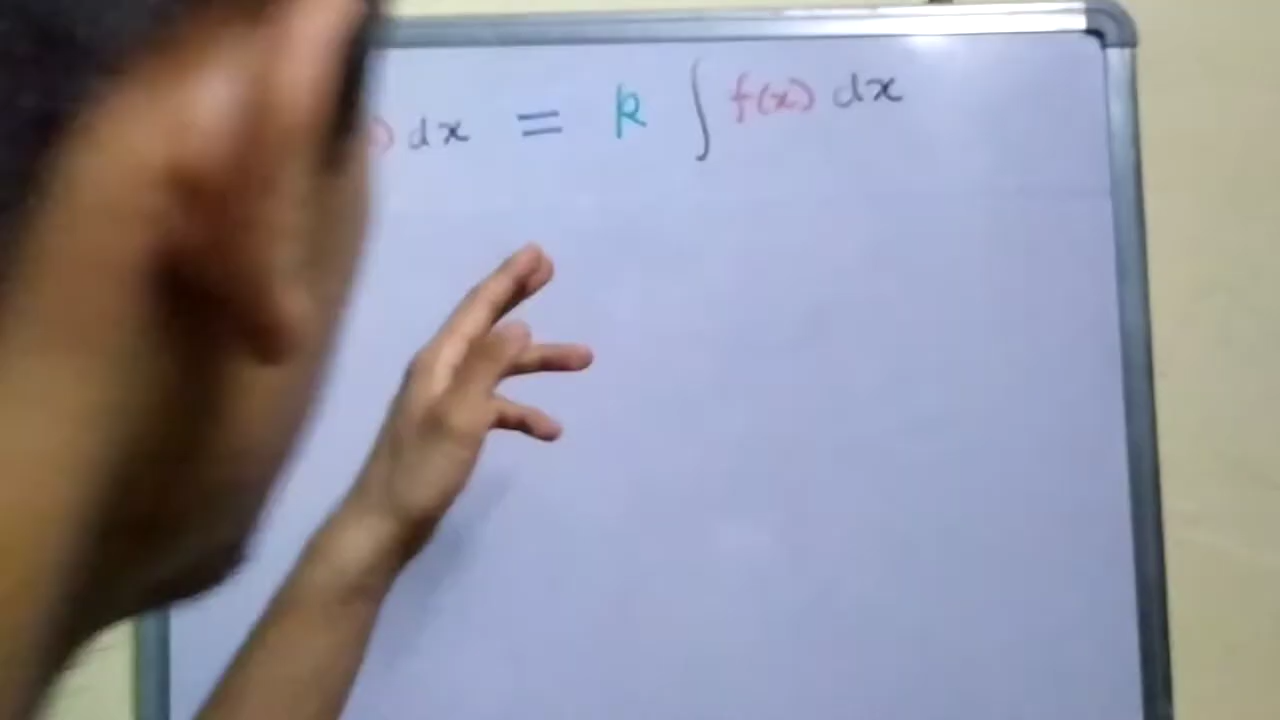 ) dx = k ∫ f(x) dx